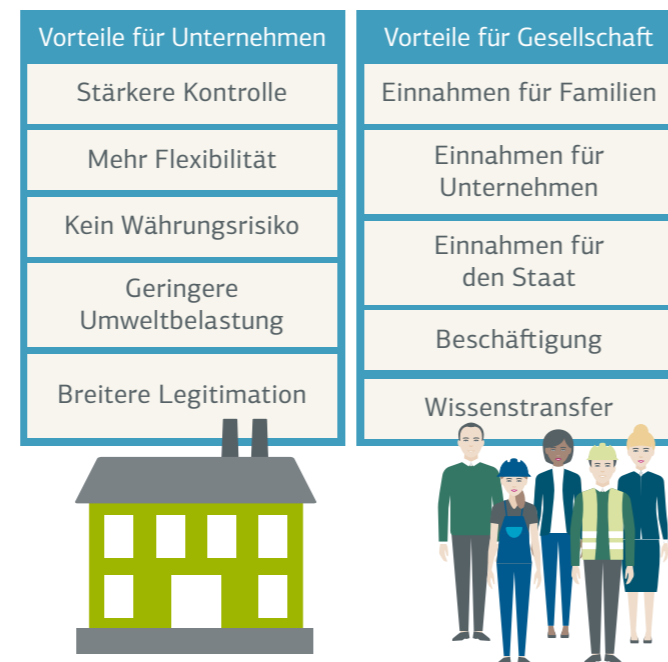 Vorteile für Unternehmen
Stärkere Kontrolle
Mehr Flexibilität
Kein Währungsrisiko
Geringere
Umweltbelastung
Breitere Legitimation
Vorteile für Gesellschaft
Einnahmen für Familien
Einnahmen für
Unternehmen
Einnahmen für
den Staat
Beschäftigung
Wissenstransfer